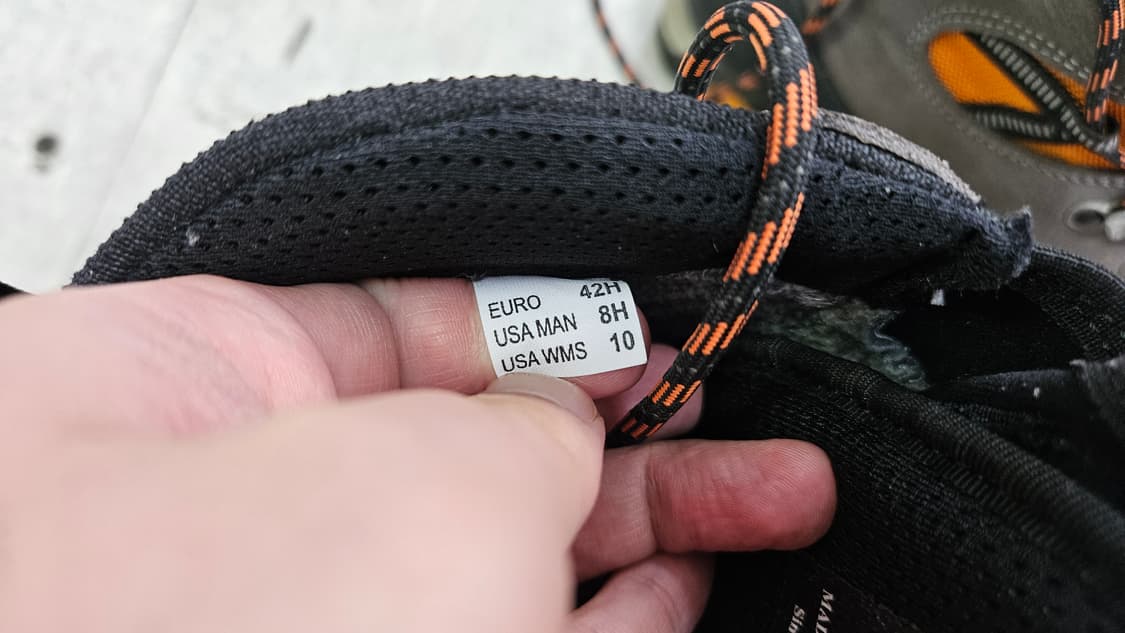 EURO 42H
USA MAN 8H
USA WMS 10